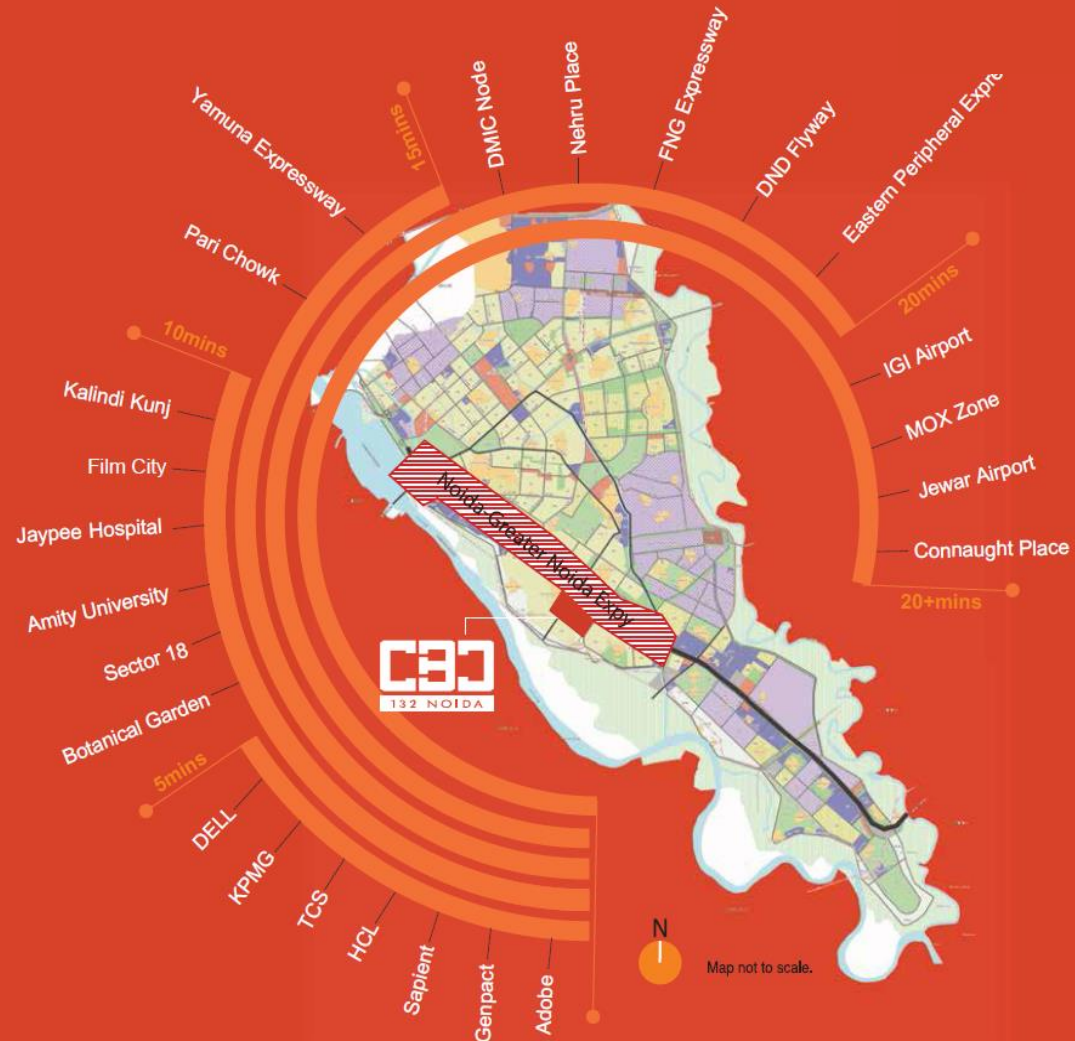 Adobe
Genpact
Sapient
HCL
TCS
KPMG
DELL
5mins
Botanical Garden
Sector 18
Amity University
Jaypee Hospital
Film City
Kalindi Kunj
10mins
Pari Chowk
Yamuna Expressway
15mins
DMIC Node
Nehru Place
FNG Expressway
DND Flyway
Eastern Peripheral Expre
20mins
IGI Airport
MOX Zone
Jewar Airport
Connaught Place
20+mins
Noida-Greater Noida Expy
CBD
132 NOIDA
N
Map not to scale.